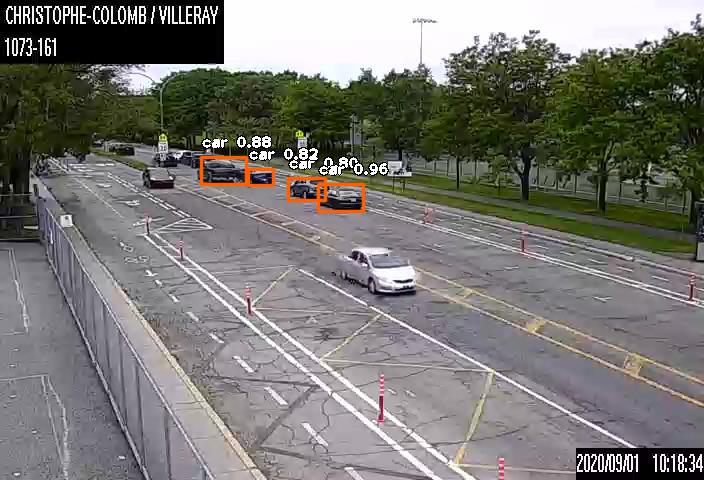 CHRISTOPHE-COLOMB / VILLERAY
1073-161
car 0.88
car 0.82
car 0.80
car 0.96
2020/09/01 10:18:34